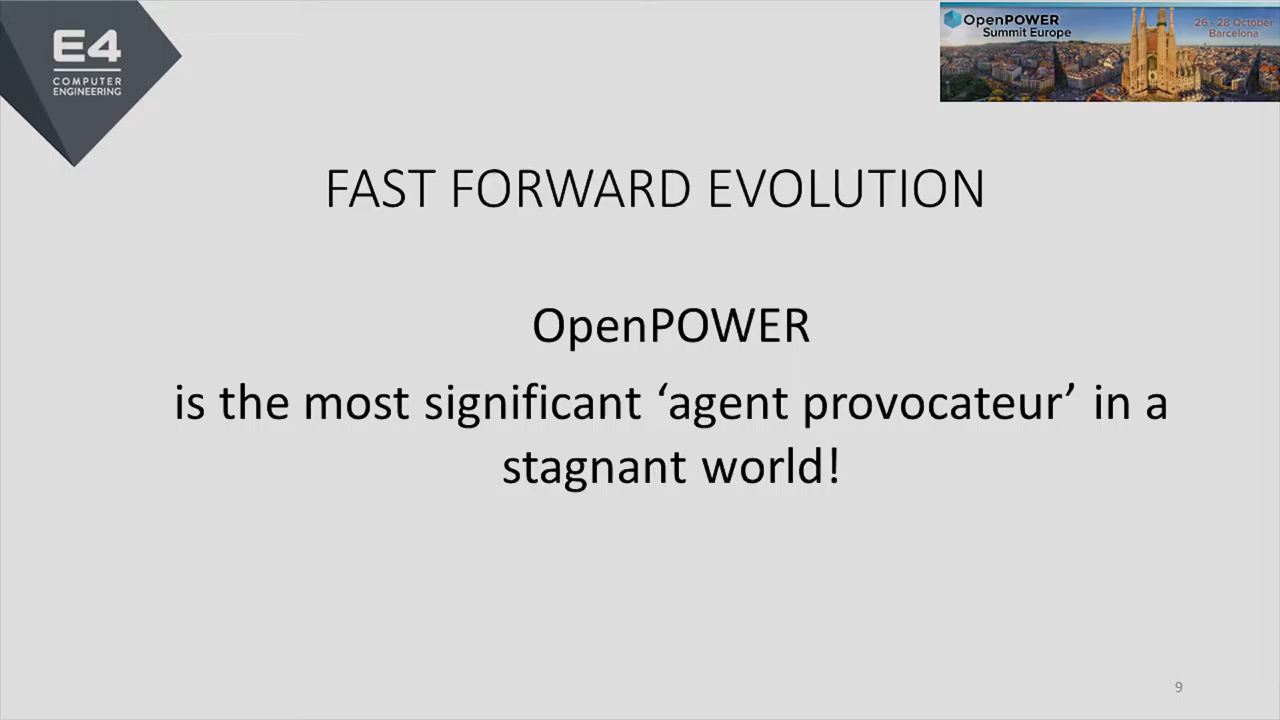 E4
COMPUTER
ENGINEERING
OpenPOWER
Summit Europe
26 - 28 October
Barcelona
FAST FORWARD EVOLUTION
OpenPOWER
is the most significant ‘agent provocateur’ in a
stagnant world!
9